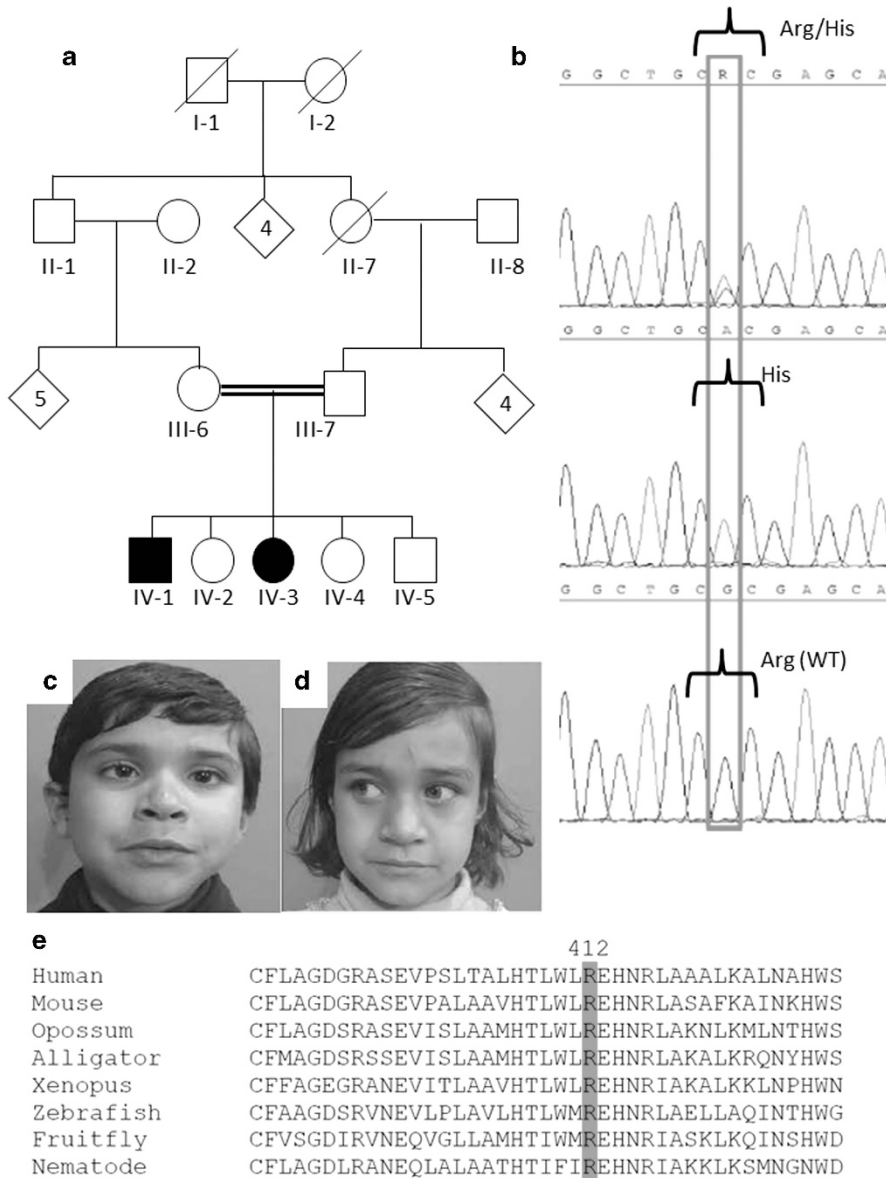 a
I-1
I-2
4
II-1
II-2
II-7
II-8
5
III-6
III-7
4
IV-1
IV-2
IV-3
IV-4
IV-5
b
Arg/His
G G C T G C R C G A G C A
G G C T G C A C G A G C A
His
G G C T G C G C G A G C A
Arg (WT)
c
d
e
412
Human CFLAGDGRASEVPSLTALHTLWLREHNRLAAALKALNAHWS
Mouse CFLAGDGRASEVPALAAVHTLWLREHNRLASAFKAINKHWS
Opossum CFLAGDSRASEVISLAAMHTLWLREHNRLAKNLKMLNTHWS
Alligator CFMAGDSRSSEVISLAAMHTLWLREHNRLAKALKRQNYHWS
Xenopus CFFAGEGRANEVITLAAVHTLWLREHNRIAKALKKLNPHWN
Zebrafish CFAAGDSRVNEVLPLAVLHTLWMREHNRLAELLAQINTHWG
Fruitfly CFVSGDIRVNEQVGLLAMHTIWMREHNRIASKLKQINSHWD
Nematode CFLAGDLRANEQLALAATHTIFIREHNRIAKKLKSMNGNWD